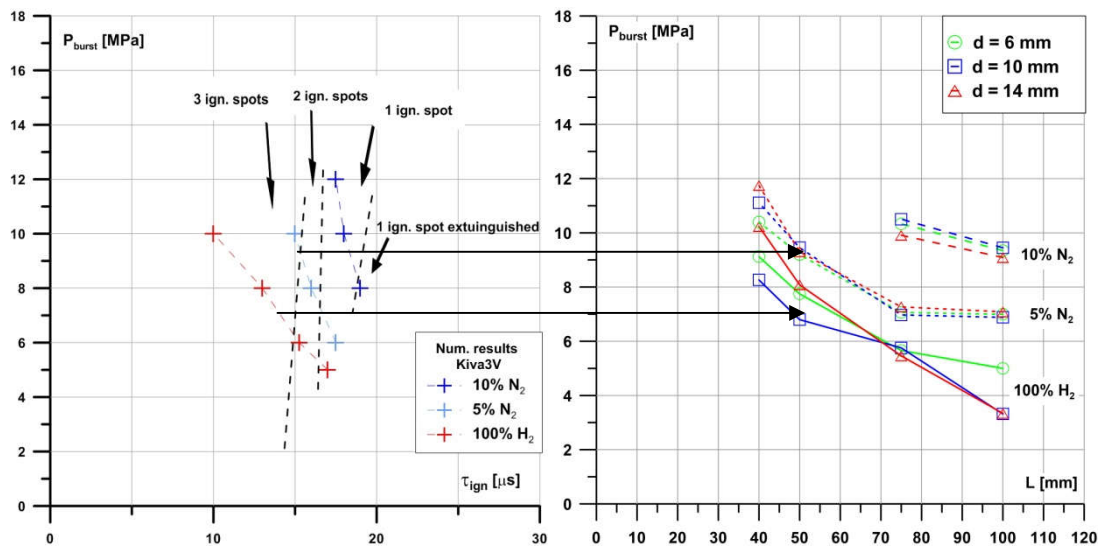 18
16
14
12
10
8
6
4
2
0
P_burst [MPa]
3 ign. spots
2 ign. spots
1 ign. spot
1 ign. spot extuinguished
Num. results
Kiva3V
10% N₂
5% N₂
100% H₂
τ_ign [μs]
0
10
20
30
18
16
14
12
10
8
6
4
2
0
P_burst [MPa]
d = 6 mm
d = 10 mm
d = 14 mm
10% N₂
5% N₂
100% H₂
L [mm]
0 10 20 30 40 50 60 70 80 90 100 110 120